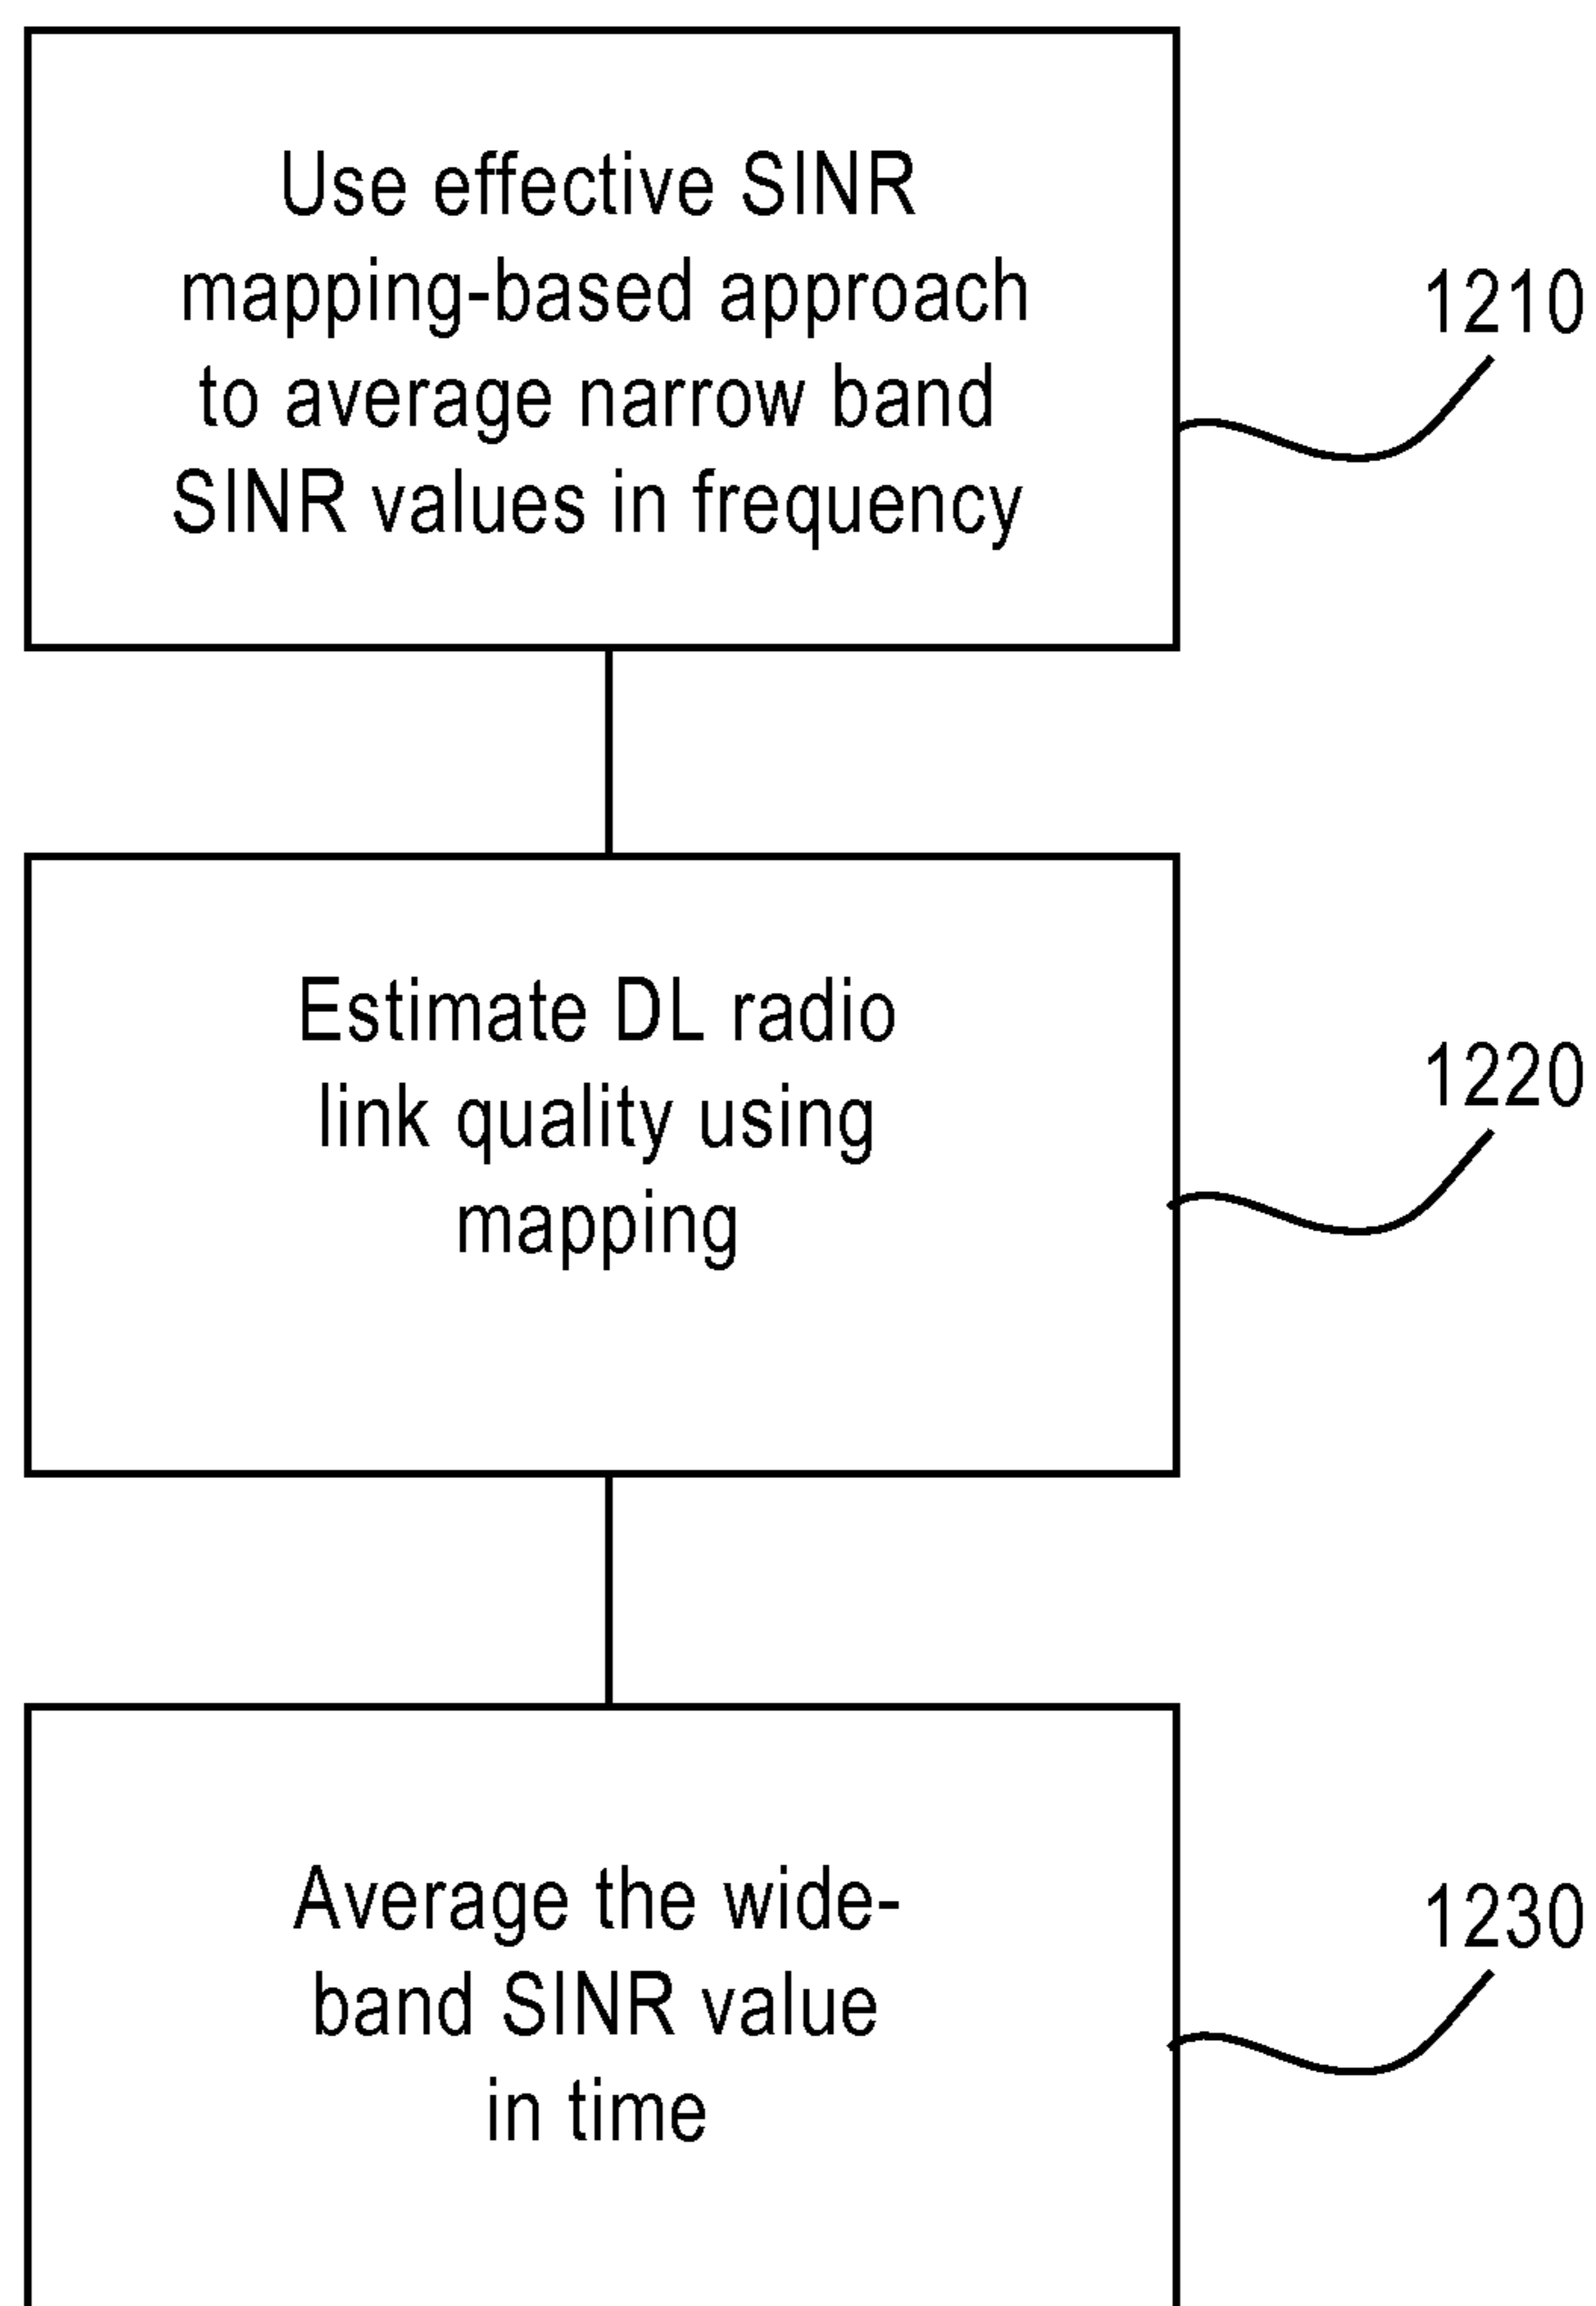 Use effective SINR
mapping-based approach
to average narrow band
SINR values in frequency
1210
Estimate DL radio
link quality using
mapping
1220
Average the wide-
band SINR value
in time
1230